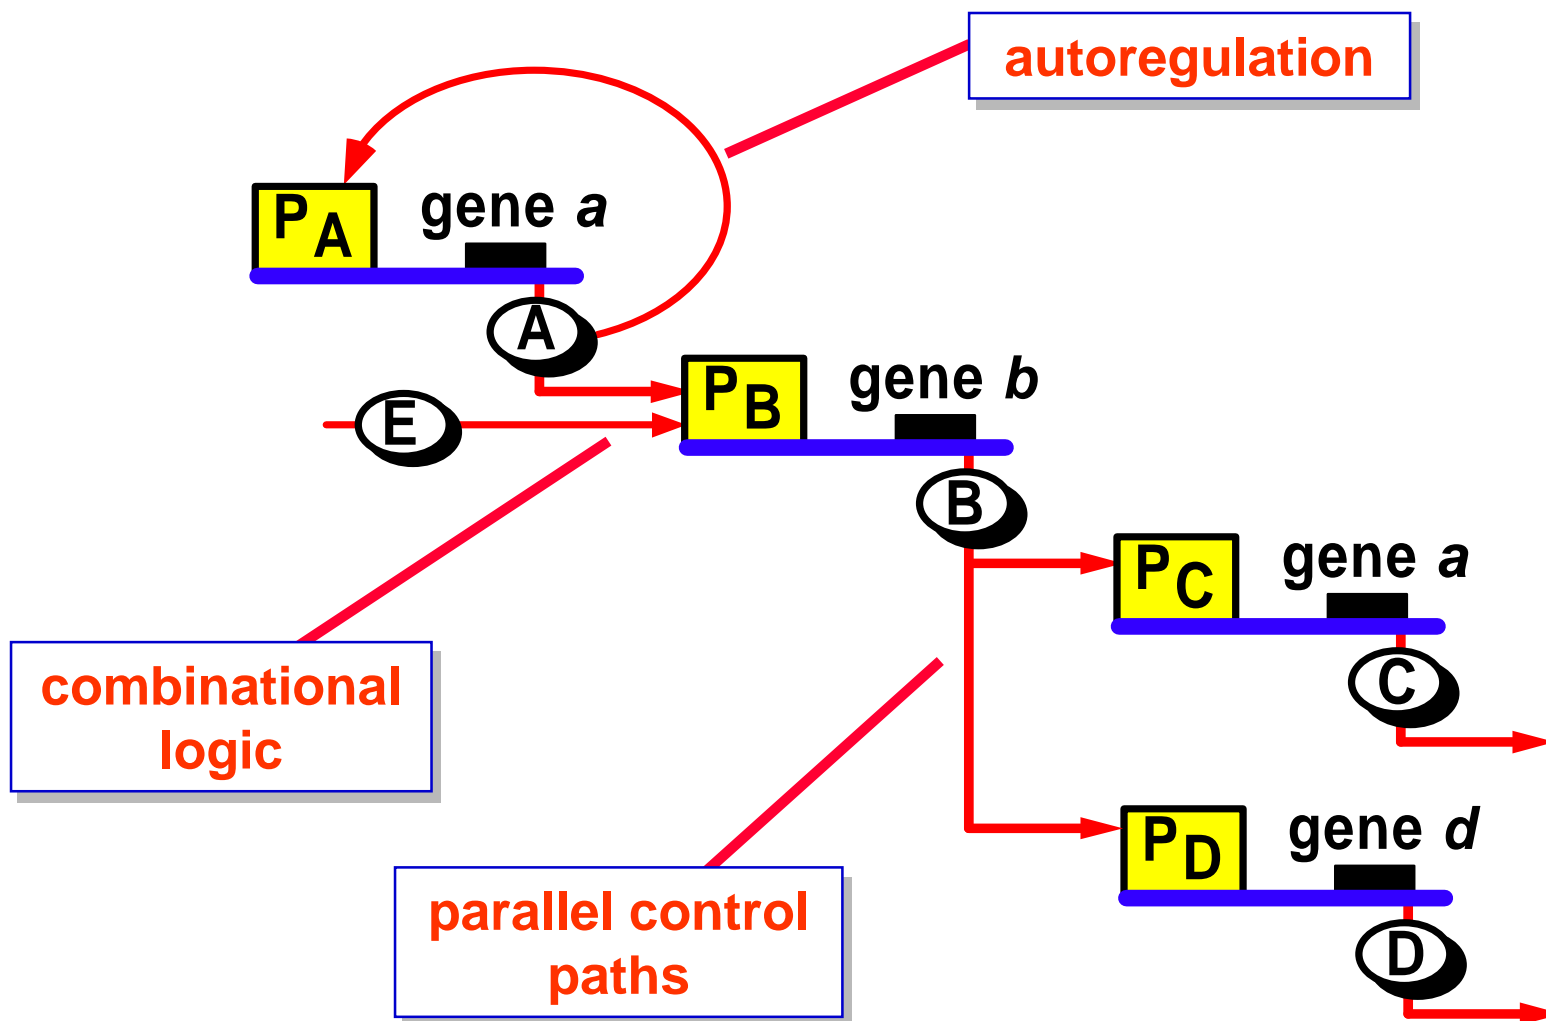 autoregulation
PA
gene a
A
PB
gene b
E
B
PC
gene a
combinational
logic
C
PD
gene d
parallel control
paths
D